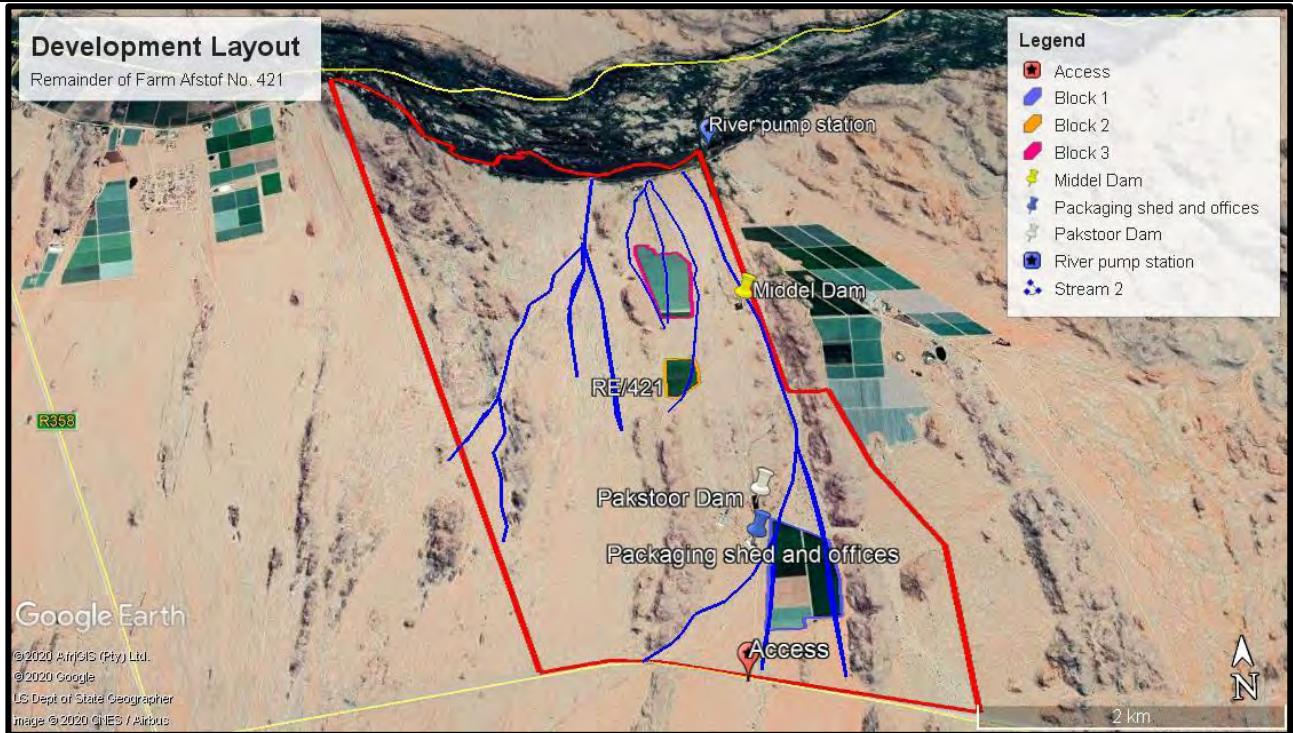 Development Layout
Remainder of Farm Afstof No. 421
Legend
Access
Block 1
Block 2
Block 3
Middel Dam
Packaging shed and offices
Pakstoor Dam
River pump station
Stream 2
River pump station
Middel Dam
RE/421
R358
Pakstoor Dam
Packaging shed and offices
Access
Google Earth
© 2020 AfriGIS (Pty) Ltd.
© 2020 Google
US Dept of State Geographer
Image © 2020 CNES / Airbus
N
2 km